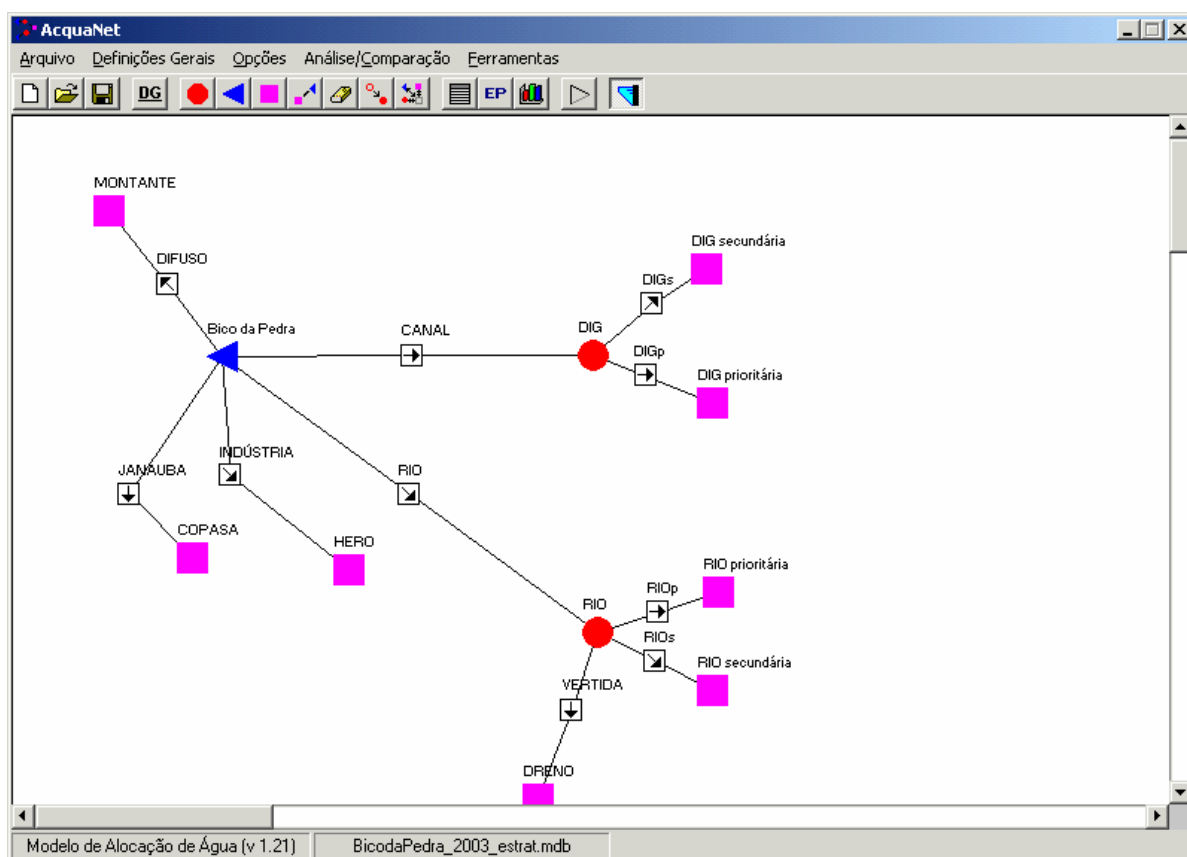 AcquaNet
Arquivo Definições Gerais Opções Análise/Comparação Ferramentas
DG EP
MONTANTE
DIFUSO
Bico da Pedra
CANAL
DIG
DIG secundária
DIGs
DIGp
DIG prioritária
JANAUBA
INDÚSTRIA
RIO
COPASA
HERO
RIO
RIO prioritária
RIOp
RIOs
RIO secundária
VERTIDA
DRENO
Modelo de Alocação de Água (v 1.21) BicodaPedra_2003_estrat.mdb